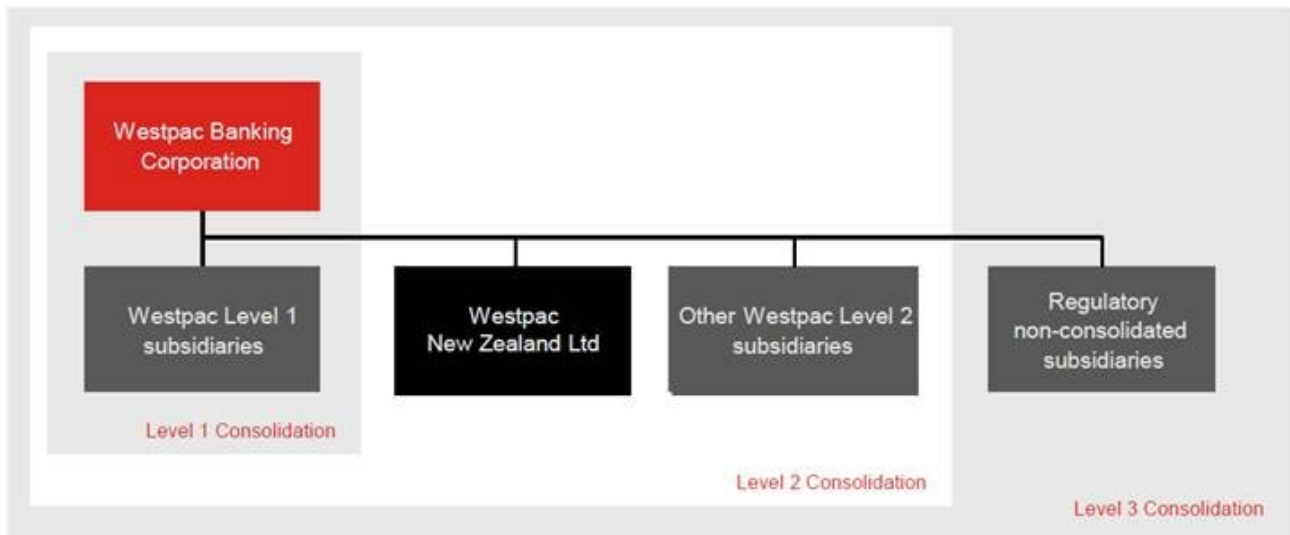 Westpac Banking
Corporation
Westpac Level 1
subsidiaries
Westpac
New Zealand Ltd
Other Westpac Level 2
subsidiaries
Regulatory
non-consolidated
subsidiaries
Level 1 Consolidation
Level 2 Consolidation
Level 3 Consolidation